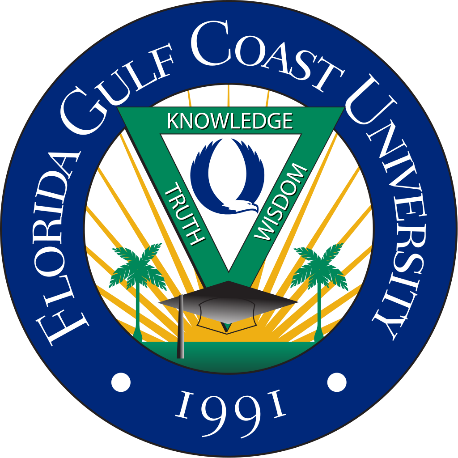 FLORIDA GULF COAST UNIVERSITY
KNOWLEDGE
TRUTH
WISDOM
1991